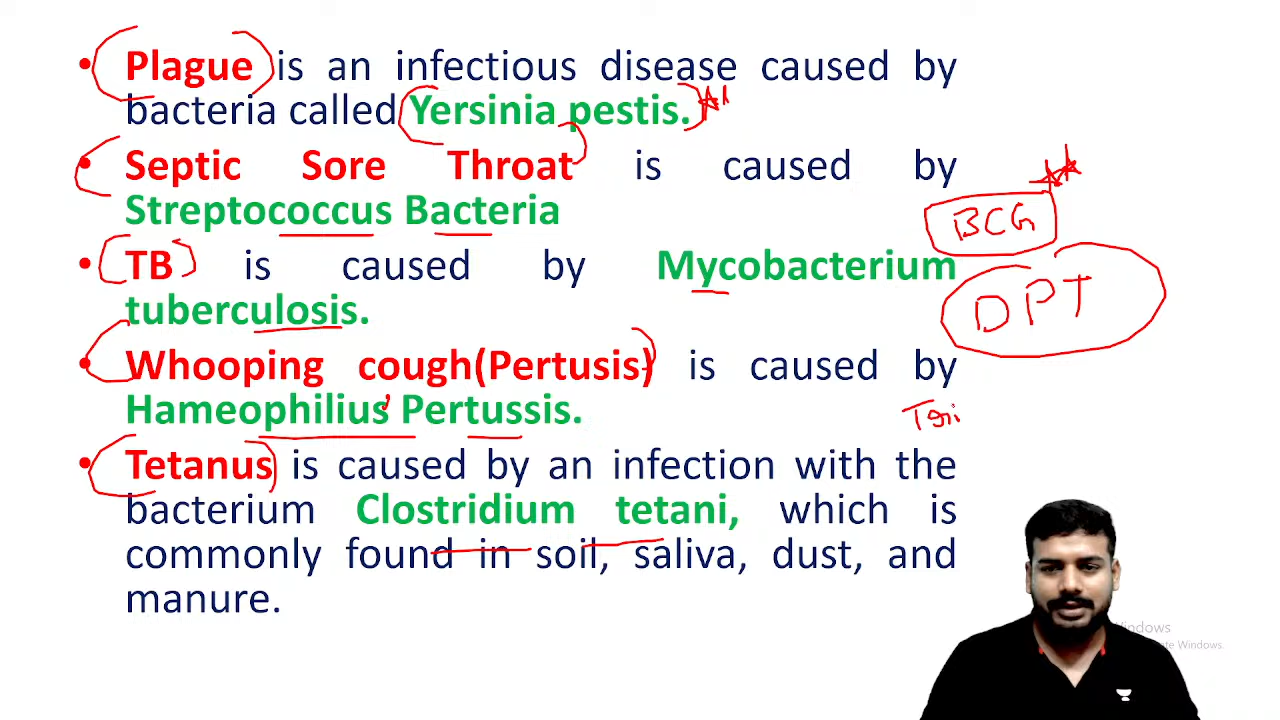 • Plague is an infectious disease caused by
bacteria called Yersinia pestis.
• Septic Sore Throat is caused by
Streptococcus Bacteria
BCG
• TB is caused by Mycobacterium
tuberculosis.
DPT
• Whooping cough(Pertusis) is caused by
Hameophilius Pertussis.
• Tetanus is caused by an infection with the
bacterium Clostridium tetani, which is
commonly found in soil, saliva, dust, and
manure.
Windows
Windows.